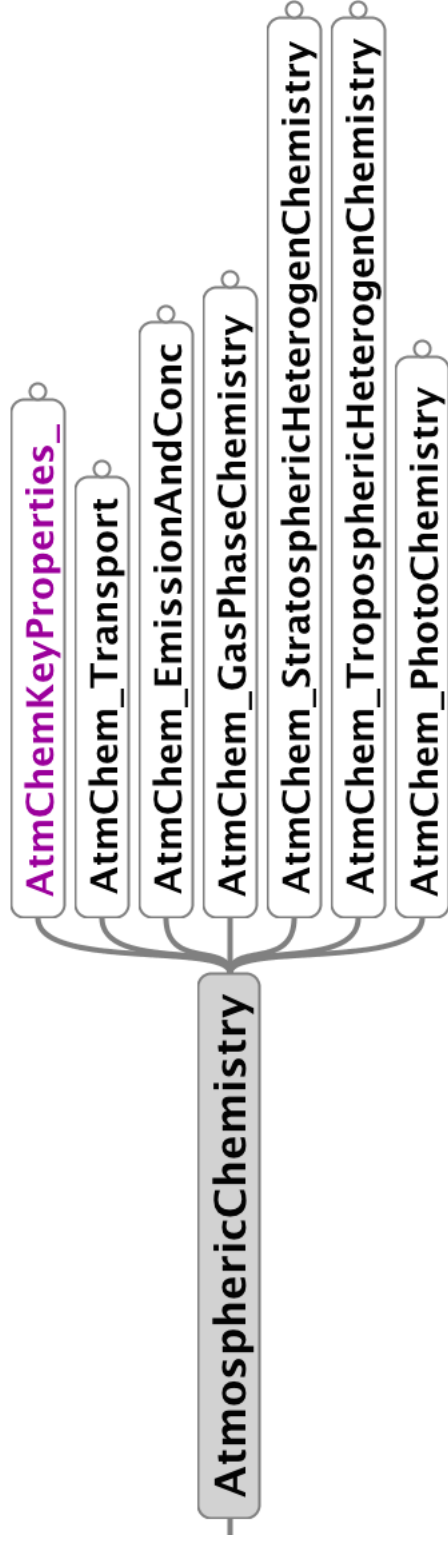 AtmosphericChemistry
AtmChemKeyProperties_
AtmChem_Transport
AtmChem_EmissionAndConc
AtmChem_GasPhaseChemistry
AtmChem_StratosphericHeterogenChemistry
AtmChem_TroposphericHeterogenChemistry
AtmChem_PhotoChemistry